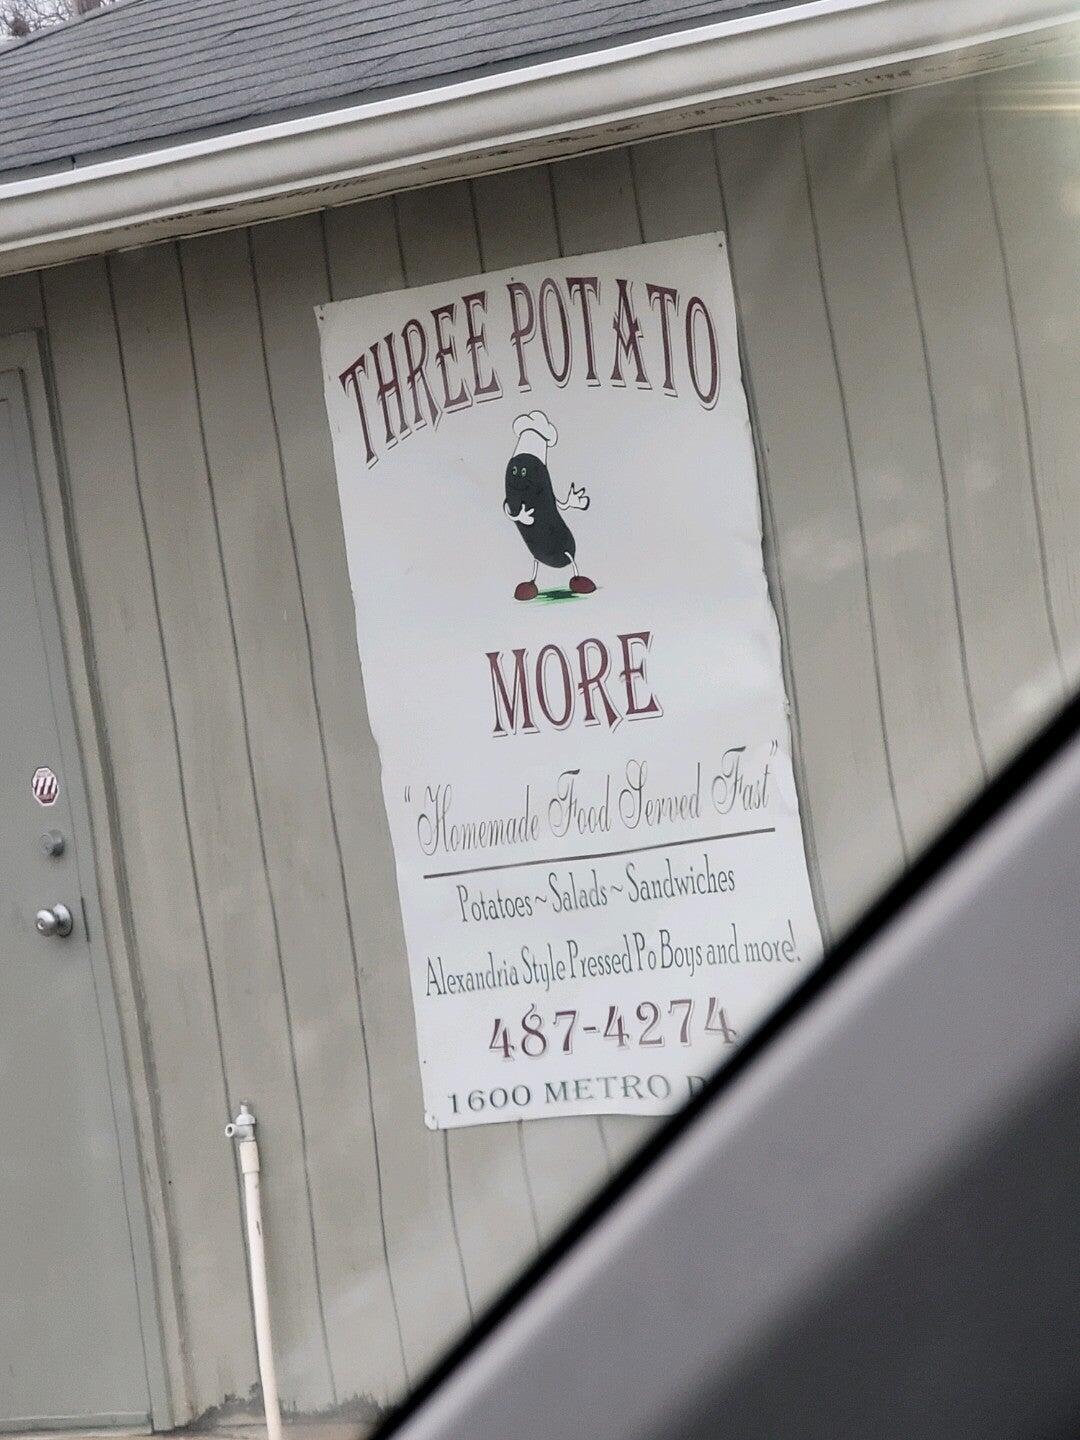 THREE POTATO
MORE
"Homemade Food Served Fast"
Potatoes~Salads~Sandwiches
Alexandria Style Pressed Po Boys and more!
487-4274
1600 METRO